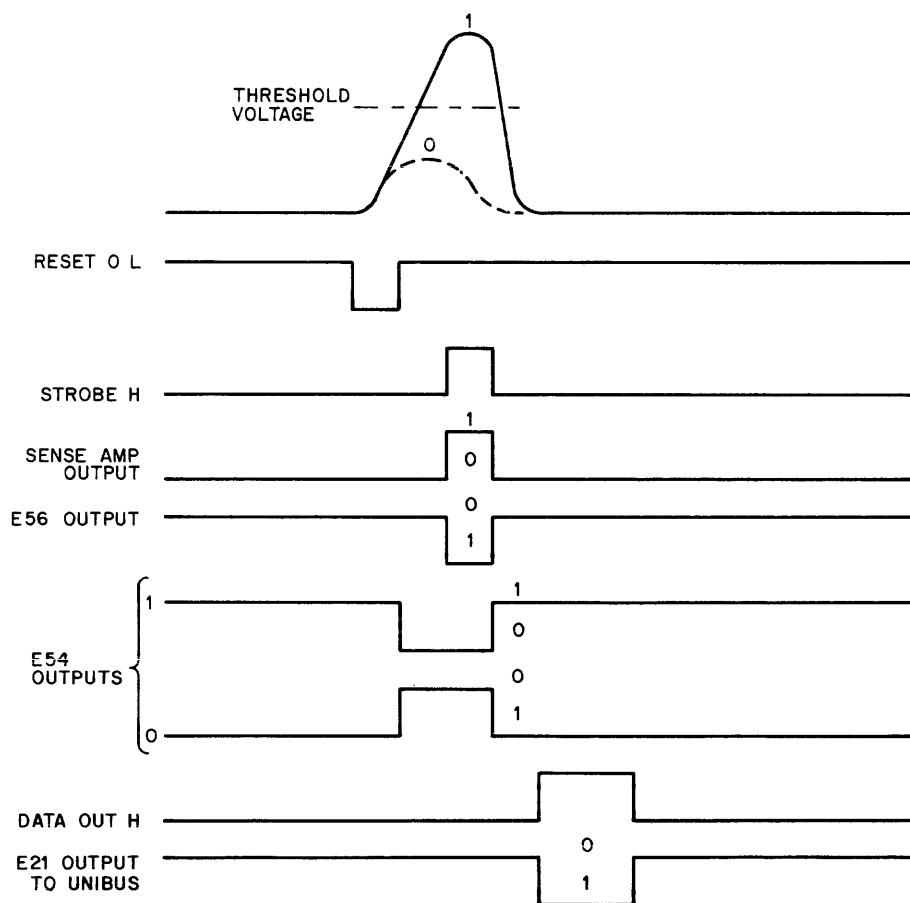 1
THRESHOLD
VOLTAGE
0
RESET 0 L
STROBE H
1
SENSE AMP
OUTPUT
0
0
E56 OUTPUT
1
1
1
0
E54
OUTPUTS
0
1
0
DATA OUT H
0
E21 OUTPUT
TO UNIBUS
1